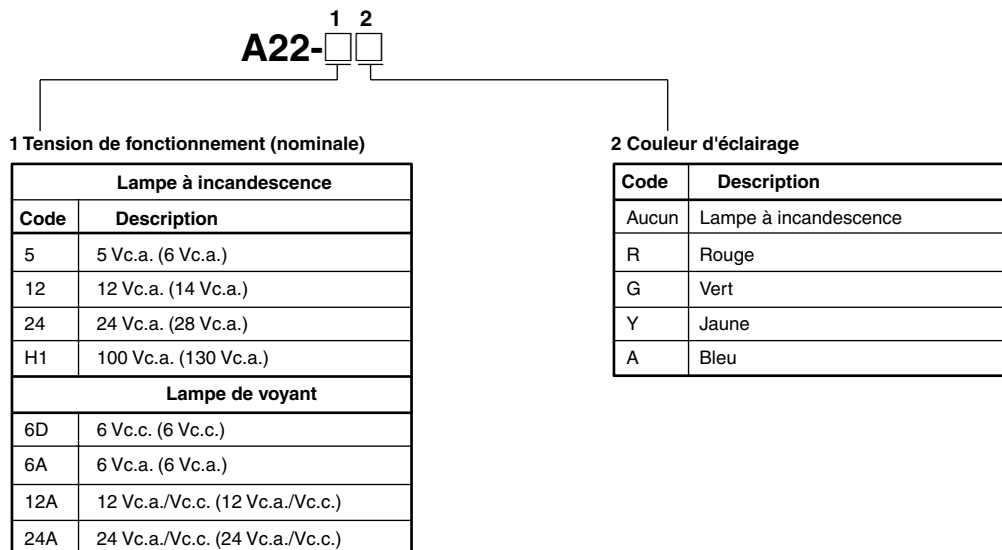 1 2
A22-
1 Tension de fonctionnement (nominale)
Lampe à incandescence
Code Description
5 5 Vc.a. (6 Vc.a.)
12 12 Vc.a. (14 Vc.a.)
24 24 Vc.a. (28 Vc.a.)
H1 100 Vc.a. (130 Vc.a.)
Lampe de voyant
6D 6 Vc.c. (6 Vc.c.)
6A 6 Vc.a. (6 Vc.a.)
12A 12 Vc.a./Vc.c. (12 Vc.a./Vc.c.)
24A 24 Vc.a./Vc.c. (24 Vc.a./Vc.c.)
2 Couleur d'éclairage
Code Description
Aucun Lampe à incandescence
R Rouge
G Vert
Y Jaune
A Bleu